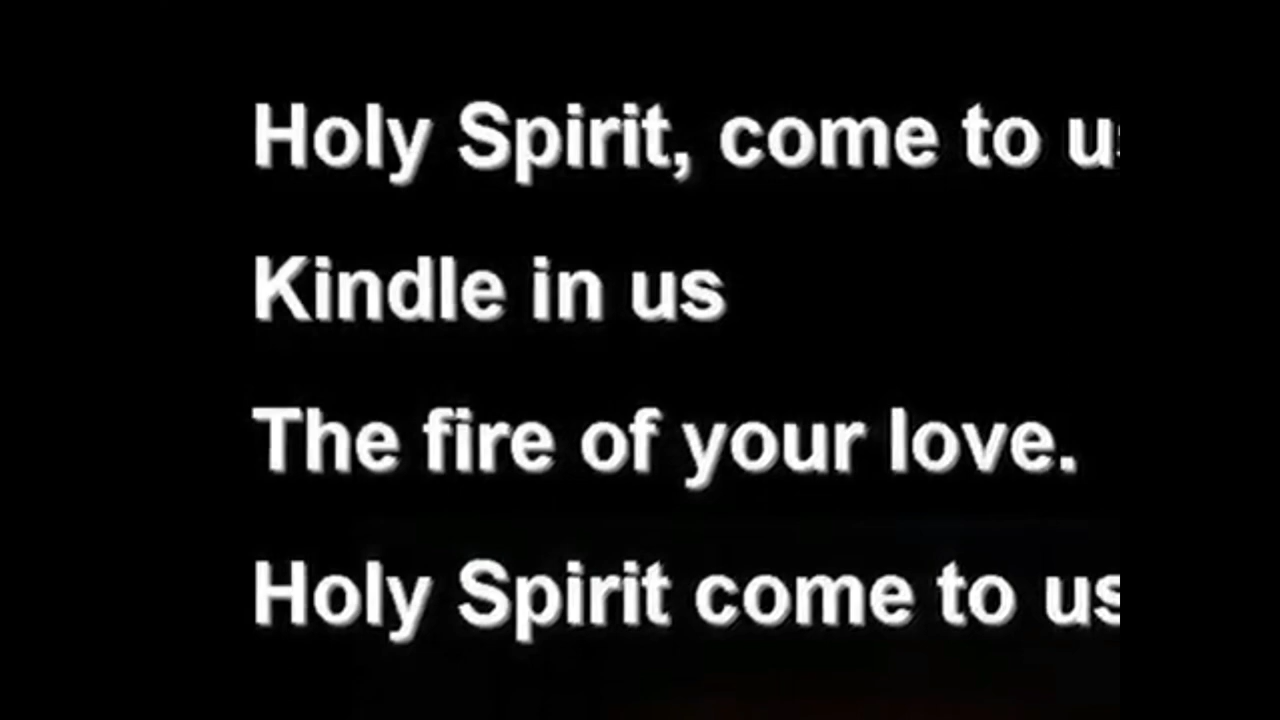 Holy Spirit, come to us
Kindle in us
The fire of your love.
Holy Spirit come to us